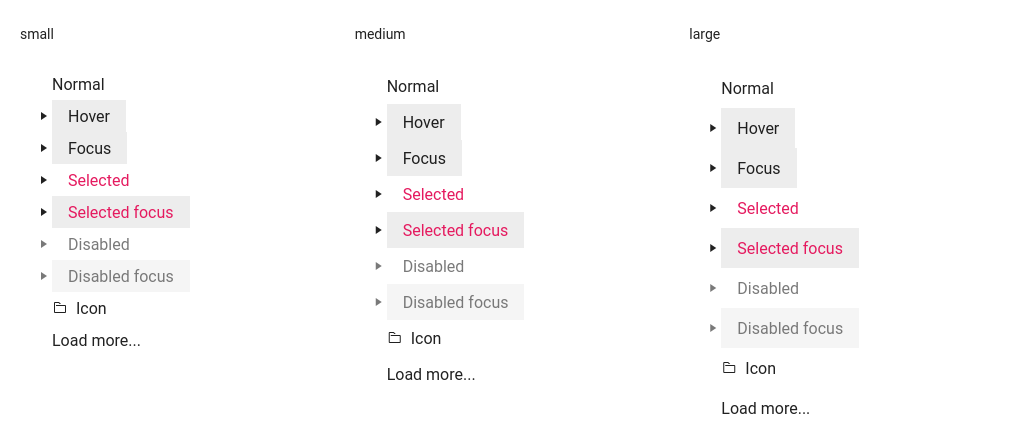 small
Normal
Hover
Focus
Selected
Selected focus
Disabled
Disabled focus
Icon
Load more...
medium
Normal
Hover
Focus
Selected
Selected focus
Disabled
Disabled focus
Icon
Load more...
large
Normal
Hover
Focus
Selected
Selected focus
Disabled
Disabled focus
Icon
Load more...